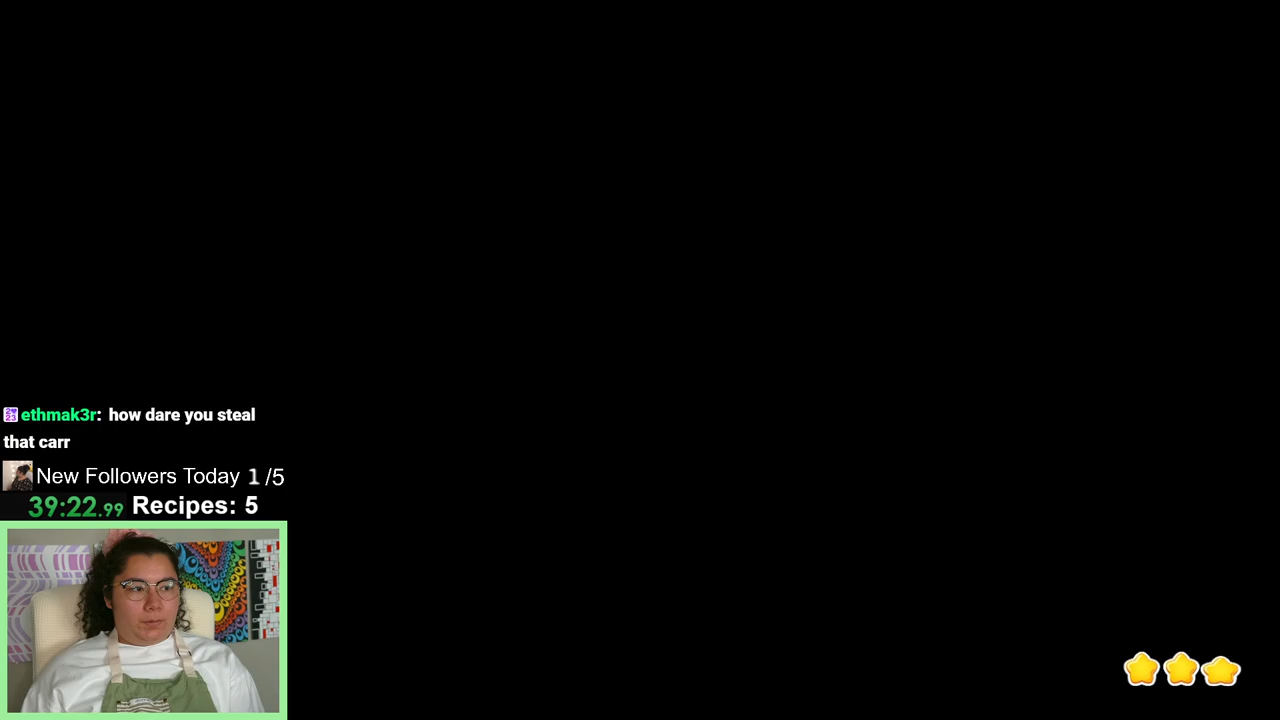 ethmak3r: how dare you steal
that carr
New Followers Today 1 /5
39:22.99 Recipes: 5